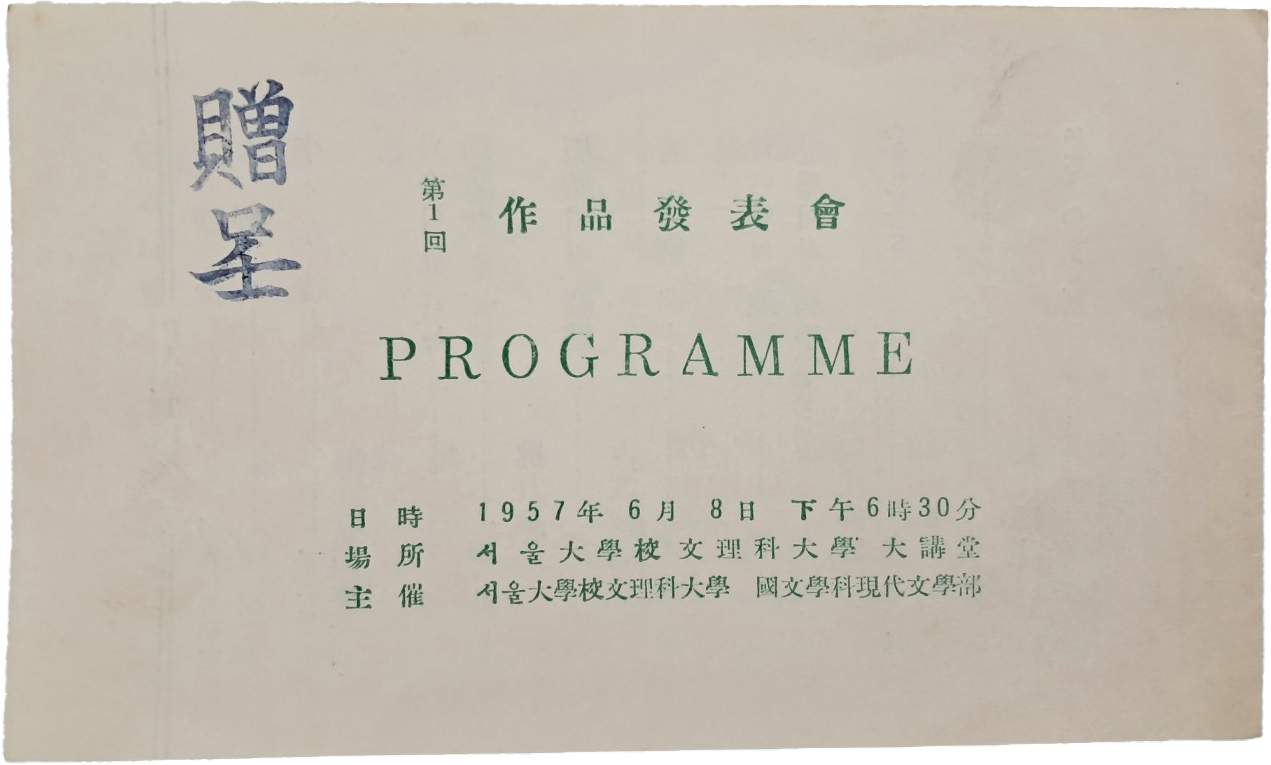 贈
呈
第1回 作品發表會
PROGRAMME
日時 1957年 6月 8日 下午6時30分
場所 서울大學校文理科大學 大講堂
主催 서울大學校文理科大學 國文學科現代文學部